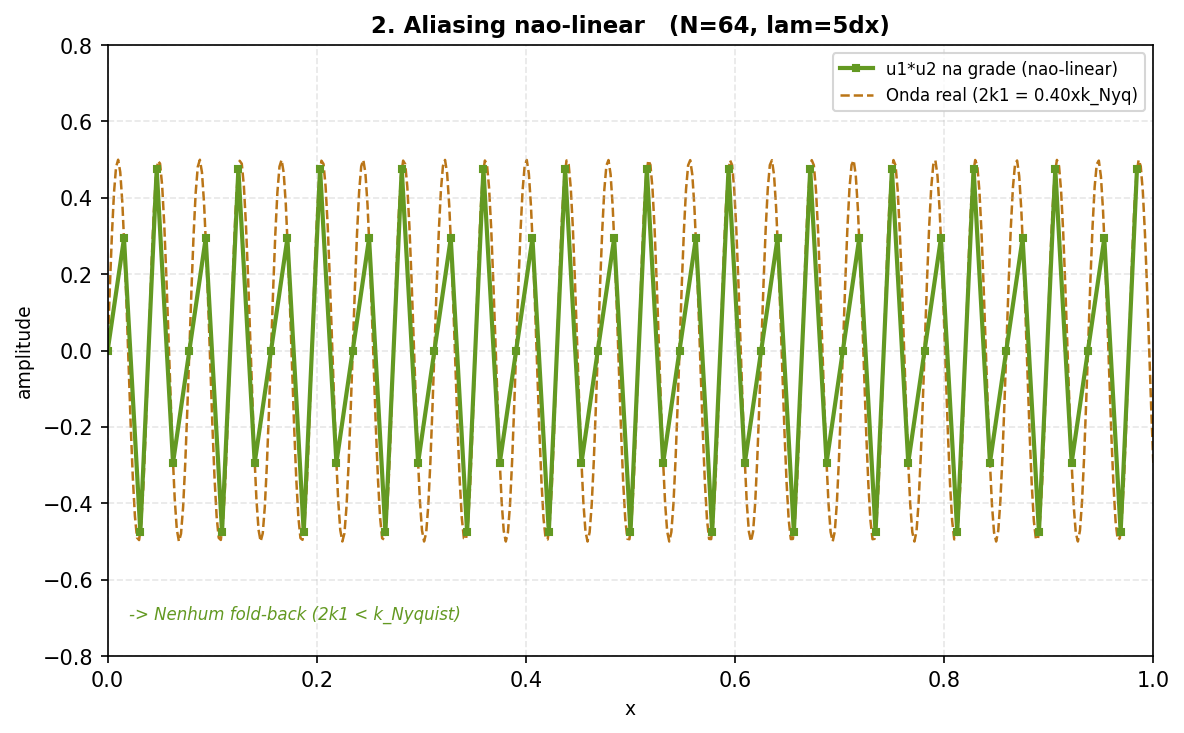 2. Aliasing nao-linear (N=64, lam=5dx)
u1*u2 na grade (nao-linear)
Onda real (2k1 = 0.40xk_Nyq)
0.8
0.6
0.4
0.2
0.0
−0.2
−0.4
−0.6
−0.8
amplitude
-> Nenhum fold-back (2k1 < k_Nyquist)
0.0 0.2 0.4 0.6 0.8 1.0
x